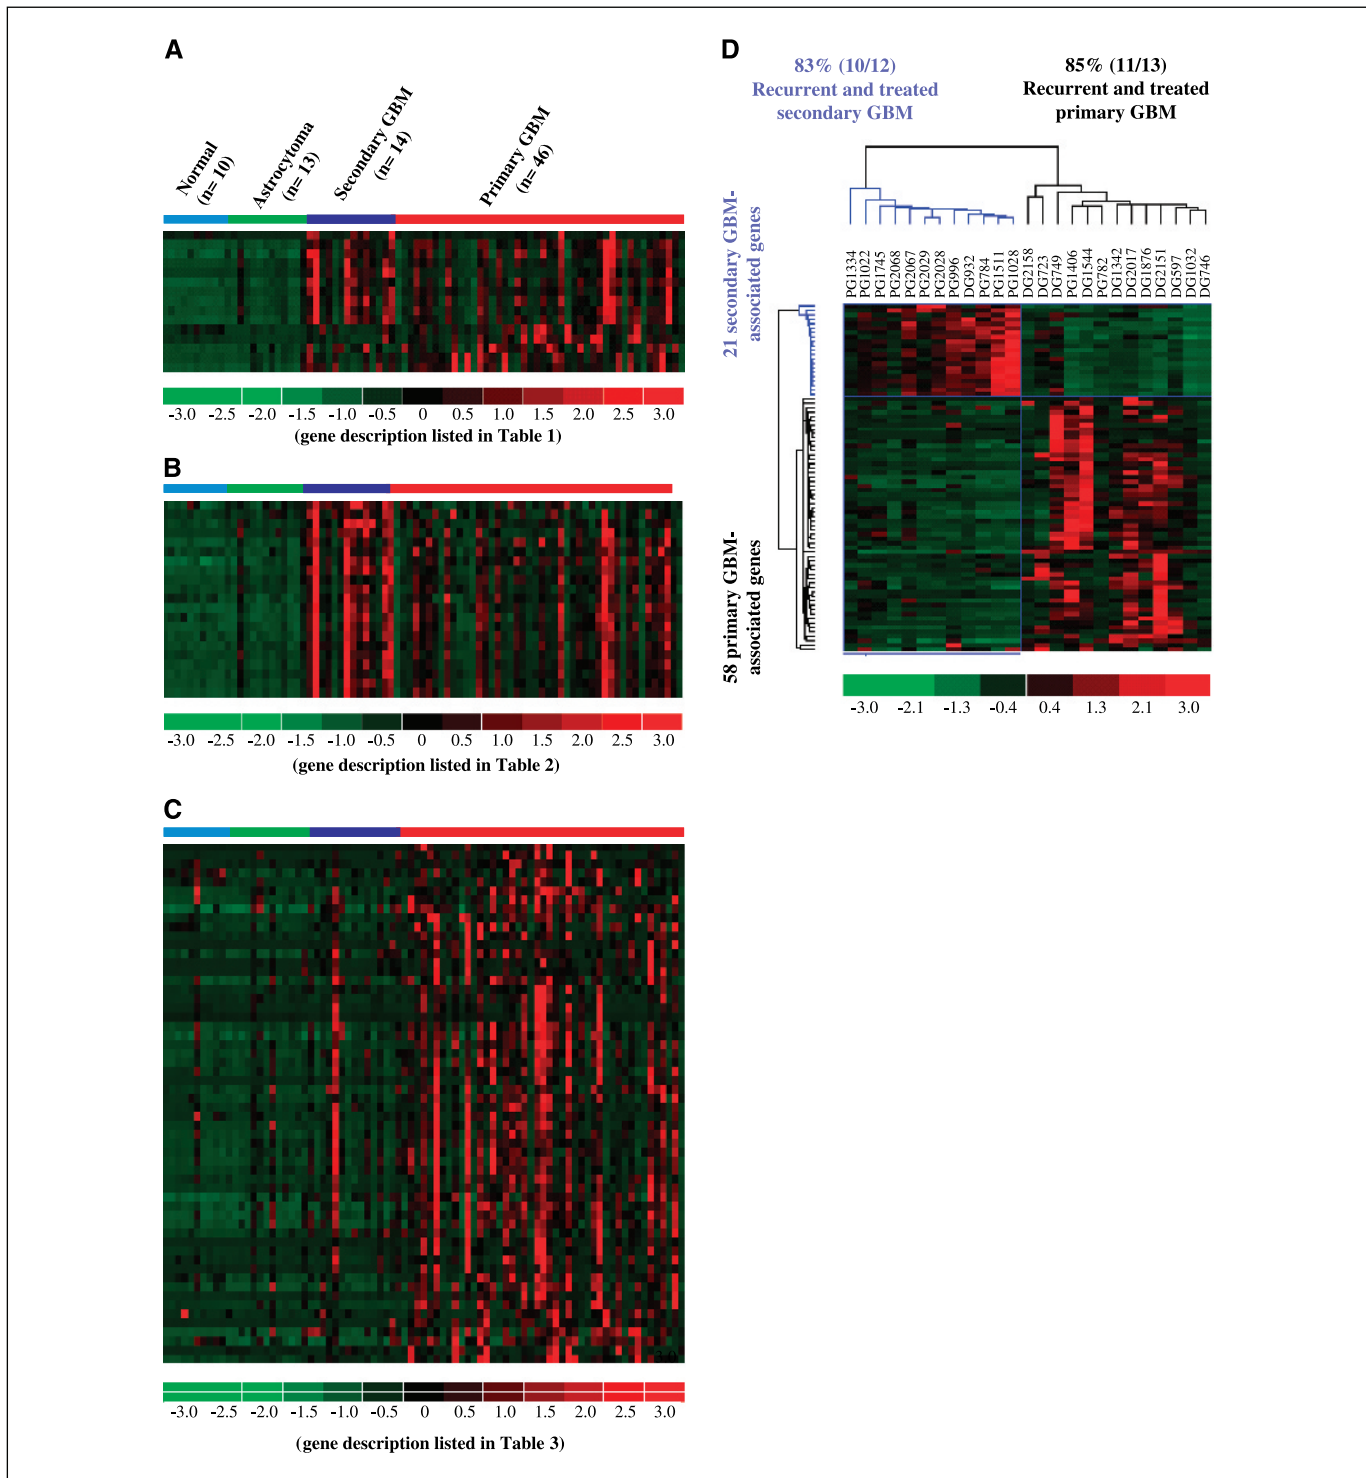 A
Normal
(n= 10)
Astrocytoma
(n= 13)
Secondary GBM
(n= 14)
Primary GBM
(n= 46)
-3.0 -2.5 -2.0 -1.5 -1.0 -0.5 0 0.5 1.0 1.5 2.0 2.5 3.0
(gene description listed in Table 1)
B
-3.0 -2.5 -2.0 -1.5 -1.0 -0.5 0 0.5 1.0 1.5 2.0 2.5 3.0
(gene description listed in Table 2)
C
-3.0 -2.5 -2.0 -1.5 -1.0 -0.5 0 0.5 1.0 1.5 2.0 2.5 3.0
(gene description listed in Table 3)
D
83% (10/12)
Recurrent and treated
secondary GBM
85% (11/13)
Recurrent and treated
primary GBM
PG1334
PG1022
PG1745
PG2068
PG2067
PG2029
PG2028
PG996
DG932
PG784
PG1511
PG1028
DG2158
DG723
DG749
PG1406
DG1544
PG782
DG1342
DG2017
DG1876
DG2151
DG597
DG1032
DG746
21 secondary GBM-
associated genes
58 primary GBM-
associated genes
-3.0 -2.1 -1.3 -0.4 0.4 1.3 2.1 3.0